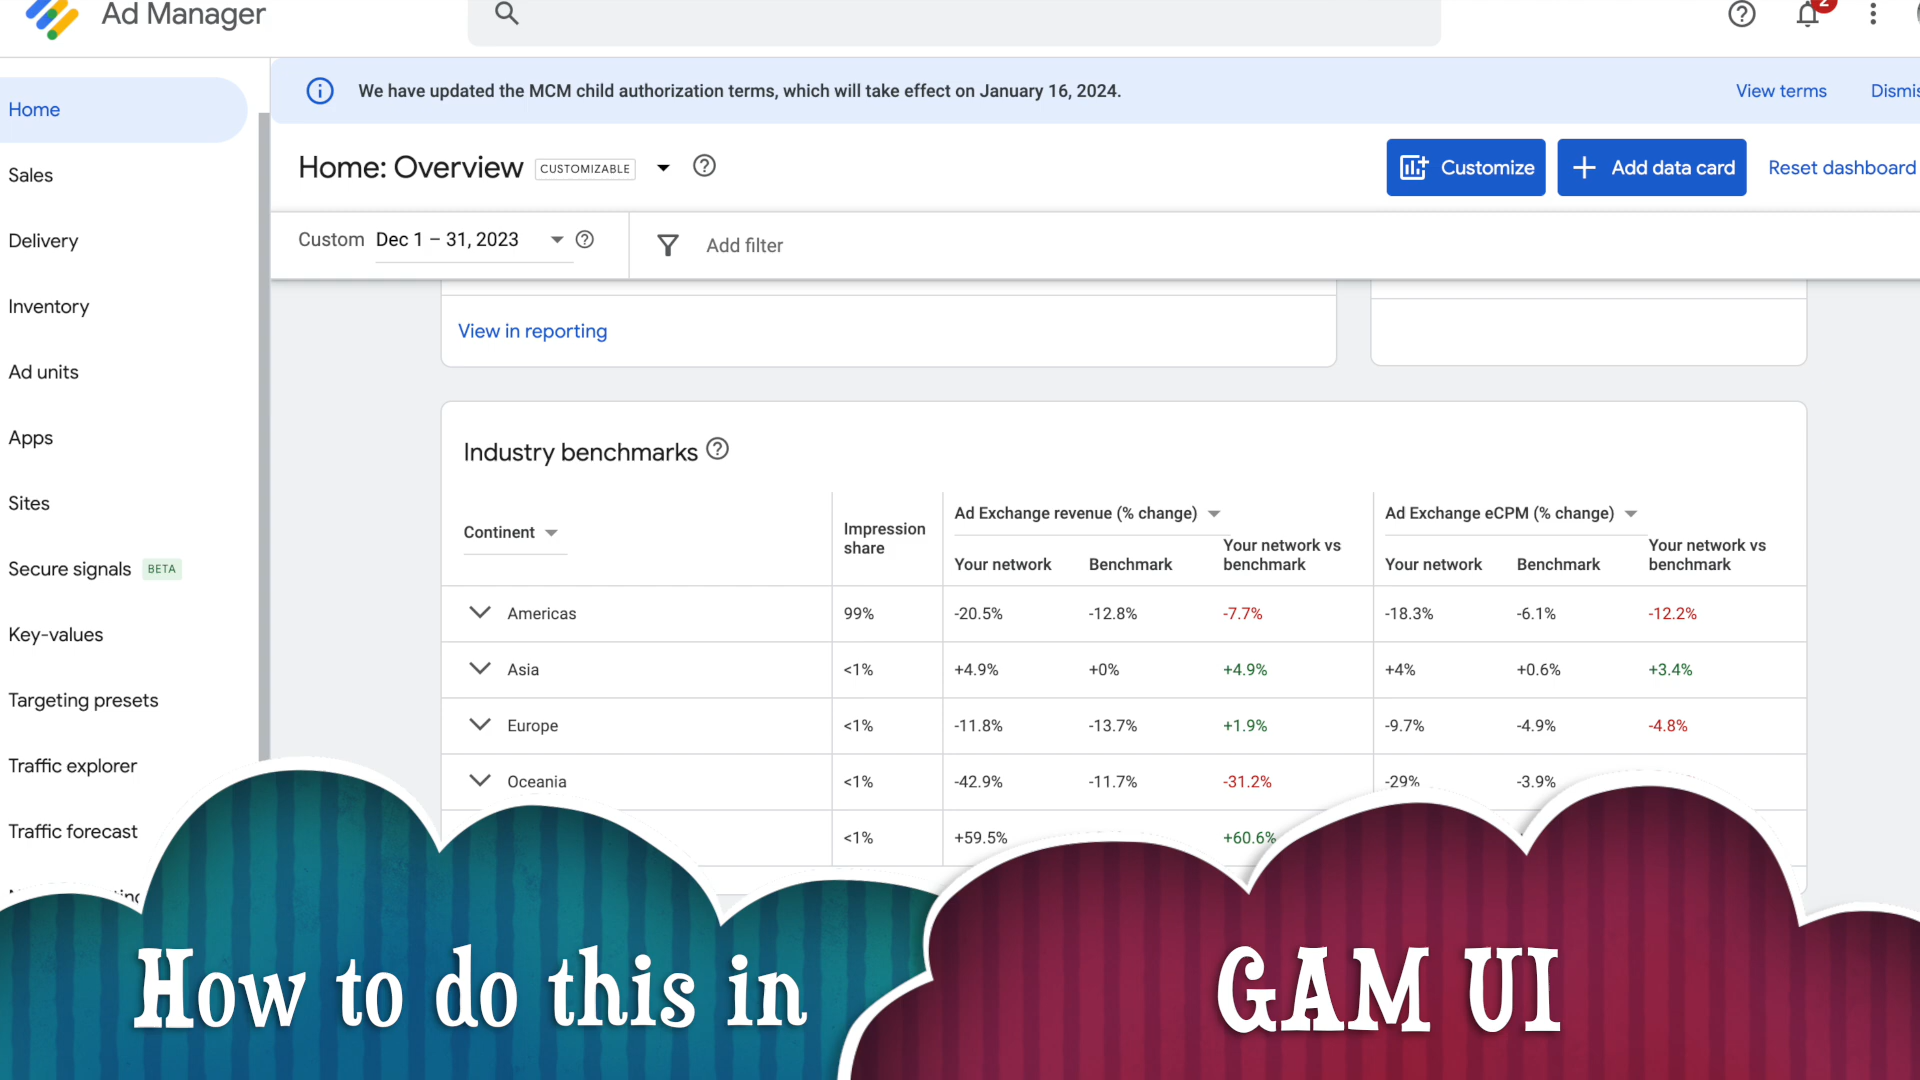 Ad Manager
2
We have updated the MCM child authorization terms, which will take effect on January 16, 2024.
View terms
Dismis
Home
Sales
Delivery
Inventory
Ad units
Apps
Sites
Secure signals BETA
Key-values
Targeting presets
Traffic explorer
Traffic forecast
Home: Overview CUSTOMIZABLE
Customize
Add data card
Reset dashboard
Custom Dec 1 – 31, 2023
Add filter
View in reporting
Industry benchmarks
Continent
Impression share
Ad Exchange revenue (% change)
Ad Exchange eCPM (% change)
Your network Benchmark Your network vs benchmark Your network Benchmark Your network vs benchmark
Americas 99% -20.5% -12.8% -7.7% -18.3% -6.1% -12.2%
Asia <1% +4.9% +0% +4.9% +4% +0.6% +3.4%
Europe <1% -11.8% -13.7% +1.9% -9.7% -4.9% -4.8%
Oceania <1% -42.9% -11.7% -31.2% -29% -3.9%
<1% +59.5% +60.6%
How to do this in
GAM UI